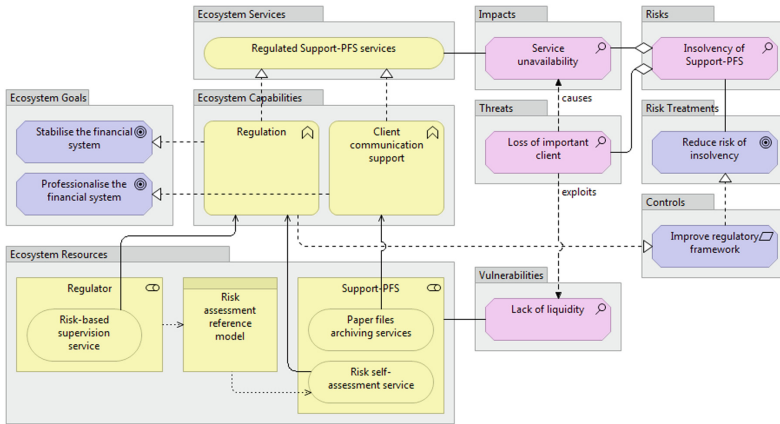 Ecosystem Services
Regulated Support-PFS services
Impacts
Service
unavailability
Risks
Insolvency of
Support-PFS
Ecosystem Goals
Stabilise the financial
system
Professionalise the
financial system
Ecosystem Capabilities
Regulation
Client
communication
support
causes
Threats
Loss of important
client
exploits
Risk Treatments
Reduce risk of
insolvency
Controls
Improve regulatory
framework
Ecosystem Resources
Regulator
Risk-based
supervision
service
Risk
assessment
reference
model
Support-PFS
Paper files
archiving services
Risk self-
assessment service
Vulnerabilities
Lack of liquidity